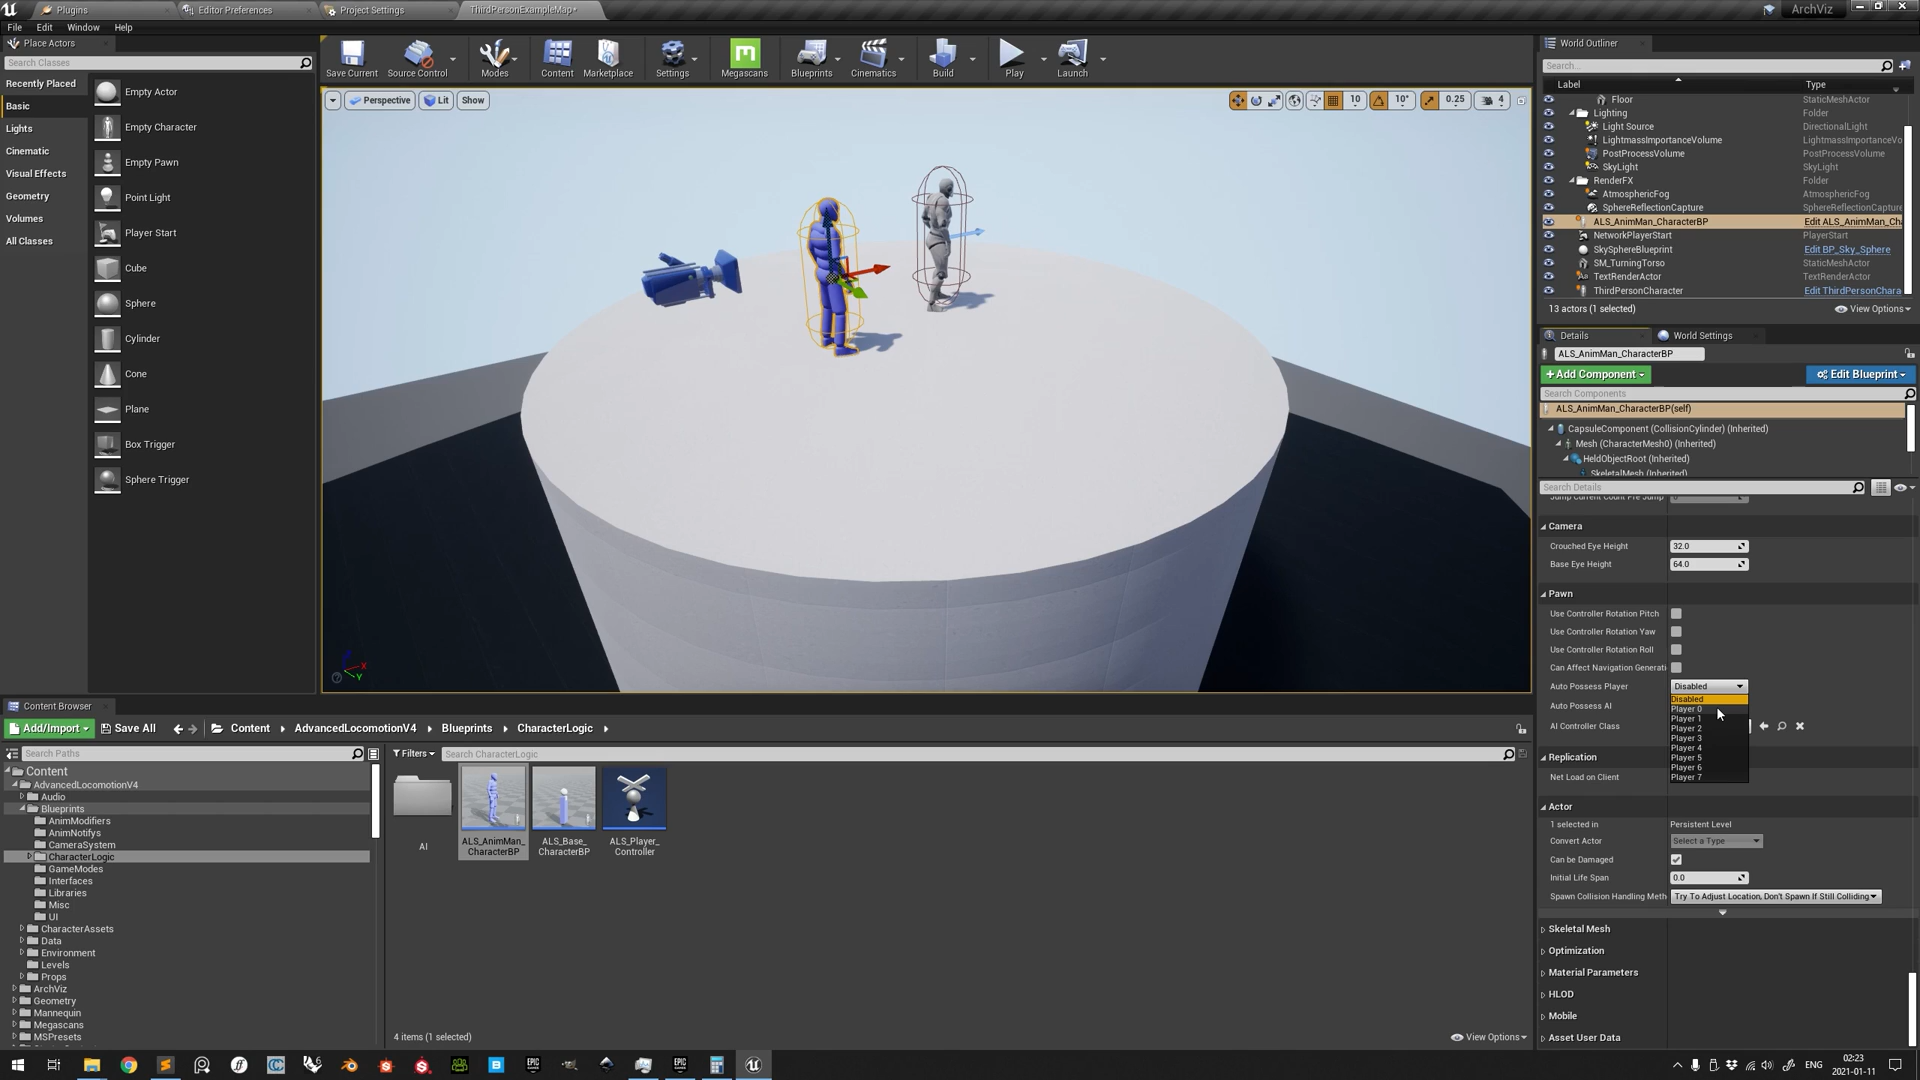 Plugins
Editor Preferences
Project Settings
ThirdPersonExampleMap*
ArchViz
File
Edit
Window
Help
Place Actors
Search Classes
Recently Placed
Basic
Lights
Cinematic
Visual Effects
Geometry
Volumes
All Classes
Empty Actor
Empty Character
Empty Pawn
Point Light
Player Start
Cube
Sphere
Cylinder
Cone
Plane
Box Trigger
Sphere Trigger
Save Current
Source Control
Modes
Content
Marketplace
Settings
Megascans
Blueprints
Cinematics
Build
Play
Launch
Perspective
Lit
Show
10
10°
0.25
4
X
Y
World Outliner
Search...
Label
Type
Floor
StaticMeshActor
Lighting
Folder
Light Source
DirectionalLight
LightmassImportanceVolume
LightmassImportanceVo
PostProcessVolume
PostProcessVolume
SkyLight
SkyLight
RenderFX
Folder
AtmosphericFog
AtmosphericFog
SphereReflectionCapture
SphereReflectionCapture
ALS_AnimMan_CharacterBP
Edit ALS_AnimMan_Cha
NetworkPlayerStart
PlayerStart
SkySphereBlueprint
Edit BP_Sky_Sphere
SM_TurningTorso
StaticMeshActor
TextRenderActor
TextRenderActor
ThirdPersonCharacter
Edit ThirdPersonChara
13 actors (1 selected)
View Options
Details
World Settings
ALS_AnimMan_CharacterBP
+Add Component
Edit Blueprint
Search Components
ALS_AnimMan_CharacterBP(self)
CapsuleComponent (CollisionCylinder) (Inherited)
Mesh (CharacterMesh0) (Inherited)
HeldObjectRoot (Inherited)
SkeletalMesh (Inherited)
Search Details
Jump Current Count Pre Jump
Camera
Crouched Eye Height
32.0
Base Eye Height
64.0
Pawn
Use Controller Rotation Pitch
Use Controller Rotation Yaw
Use Controller Rotation Roll
Can Affect Navigation Generati
Auto Possess Player
Disabled
Disabled
Player 0
Player 1
Player 2
Player 3
Player 4
Player 5
Player 6
Player 7
Auto Possess AI
AI Controller Class
Replication
Net Load on Client
Actor
1 selected in
Persistent Level
Convert Actor
Select a Type
Can be Damaged
Initial Life Span
0.0
Spawn Collision Handling Meth
Try To Adjust Location, Don't Spawn If Still Colliding
Skeletal Mesh
Optimization
Material Parameters
HLOD
Mobile
Asset User Data
Content Browser
Add/Import
Save All
Content
AdvancedLocomotionV4
Blueprints
CharacterLogic
Search Paths
Content
AdvancedLocomotionV4
Audio
Blueprints
AnimModifiers
AnimNotifys
CameraSystem
CharacterLogic
GameModes
Interfaces
Libraries
Misc
UI
CharacterAssets
Data
Environment
Levels
Props
ArchViz
Geometry
Mannequin
Megascans
MSPresets
Filters
Search CharacterLogic
AI
ALS_AnimMan_
CharacterBP
ALS_Base_
CharacterBP
ALS_Player_
Controller
4 items (1 selected)
View Options
ENG
02:23
2021-01-11